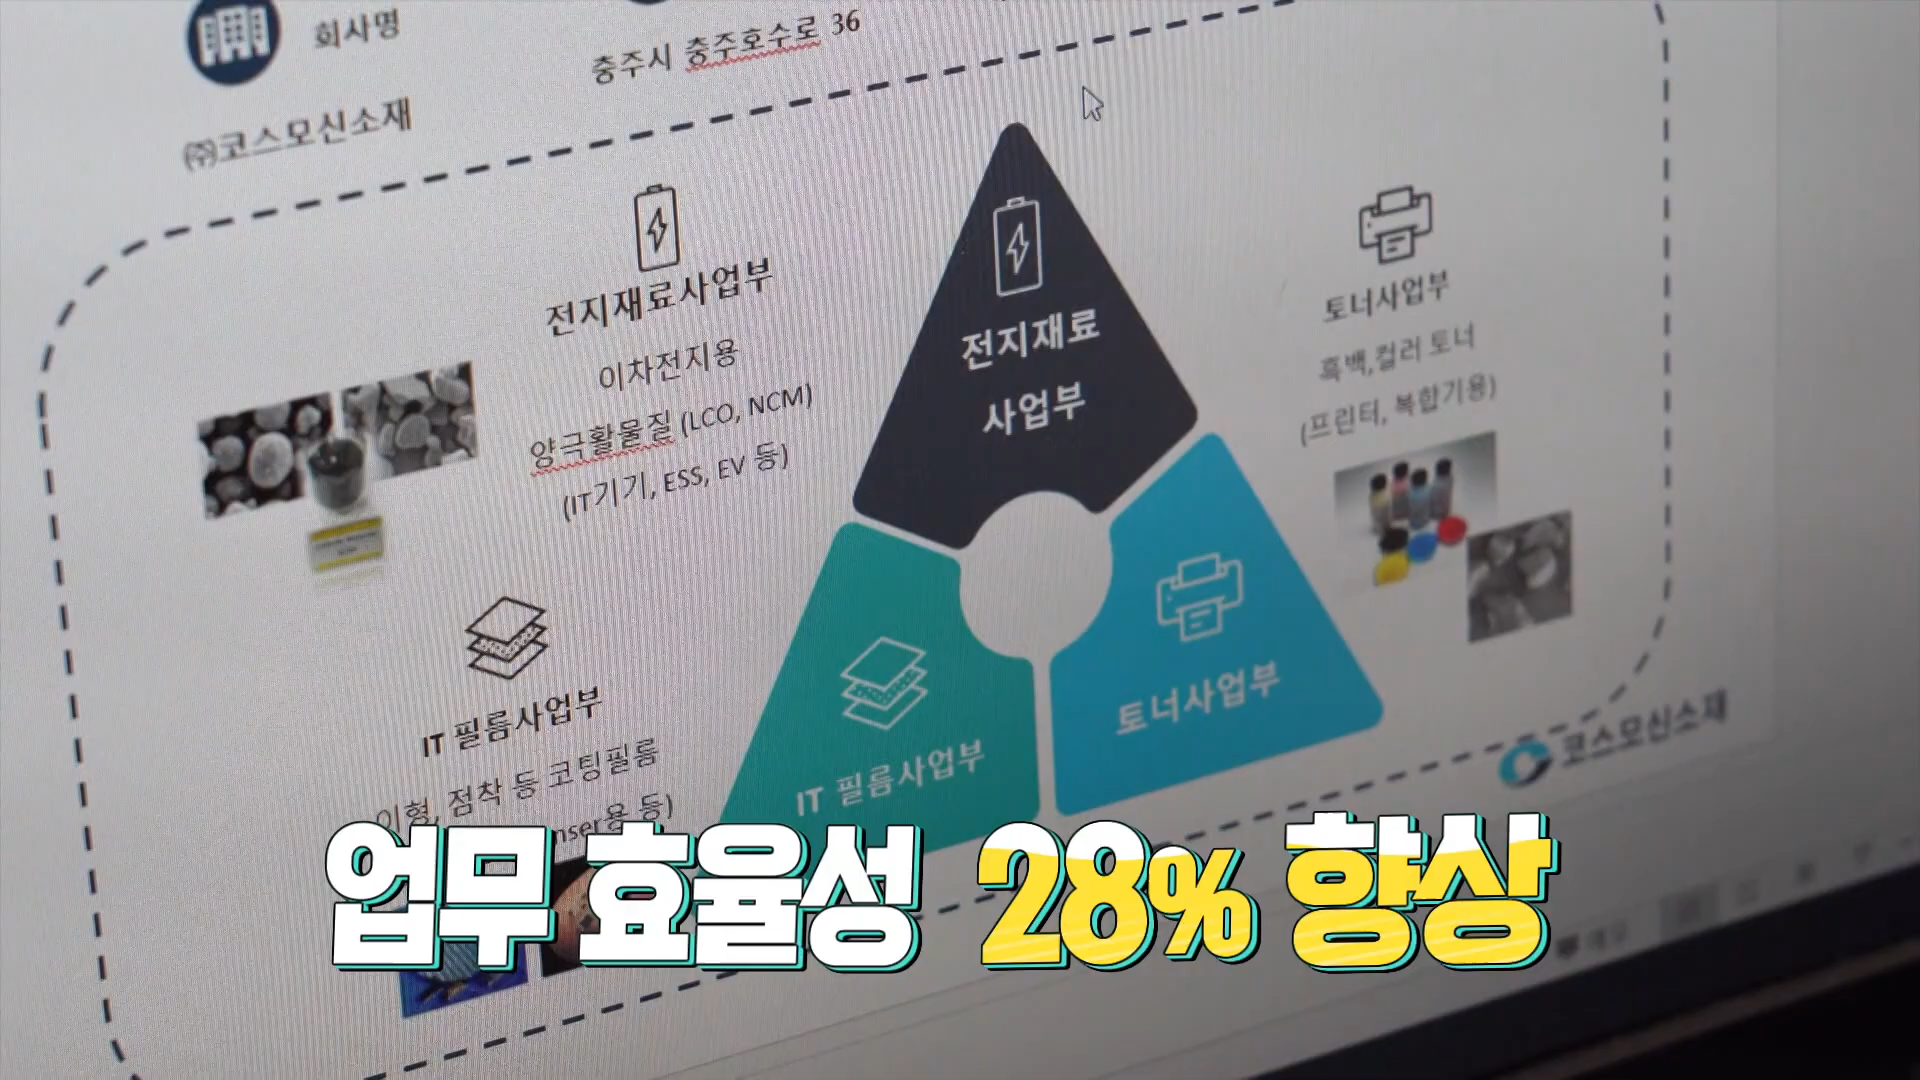 회사명
㈜코스모신소재
충주시 충주호수로 36
전지재료사업부
이차전지용
양극활물질 (LCO, NCM)
(IT기기, ESS, EV 등)
전지재료
사업부
토너사업부
흑백,컬러 토너
(프린터, 복합기용)
IT 필름사업부
이형, 점착 등 코팅필름
용 등)
IT 필름사업부
토너사업부
코스모신소재
업무 효율성 28% 향상
메모